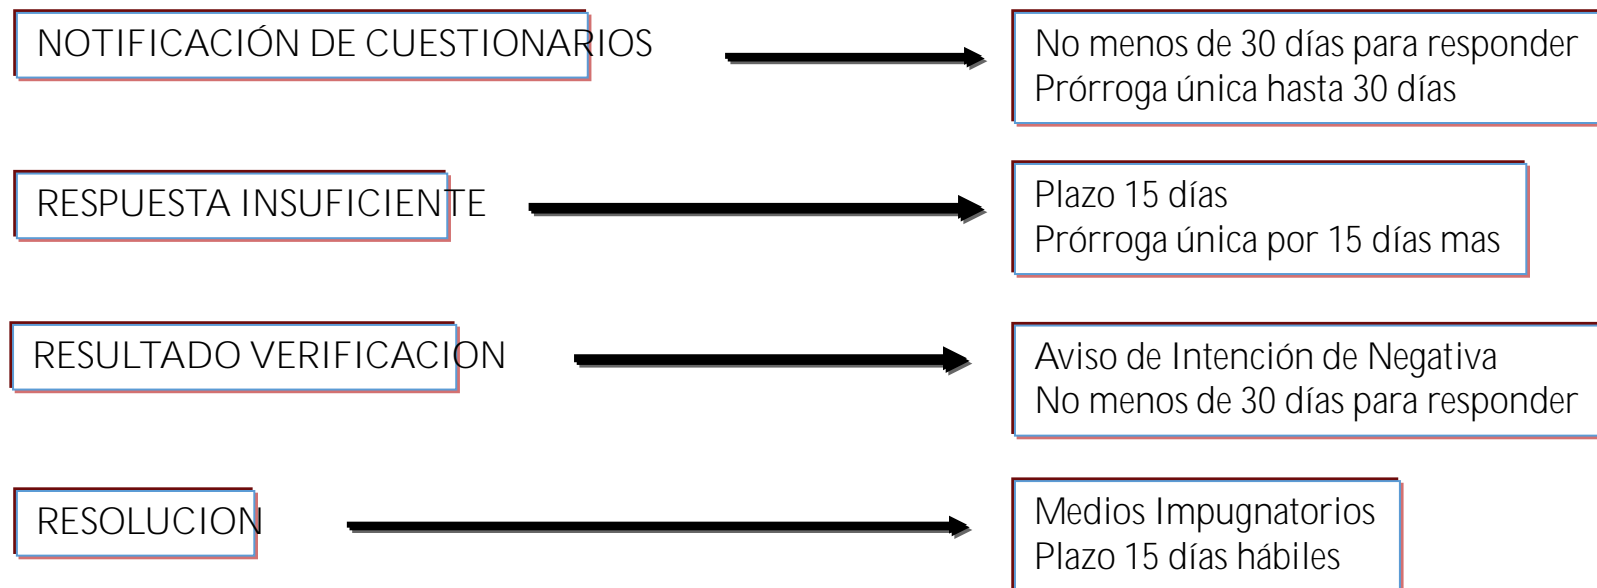 NOTIFICACIÓN DE CUESTIONARIOS
No menos de 30 días para responder
Prórroga única hasta 30 días
RESPUESTA INSUFICIENTE
Plazo 15 días
Prórroga única por 15 días mas
RESULTADO VERIFICACION
Aviso de Intención de Negativa
No menos de 30 días para responder
RESOLUCION
Medios Impugnatorios
Plazo 15 días hábiles